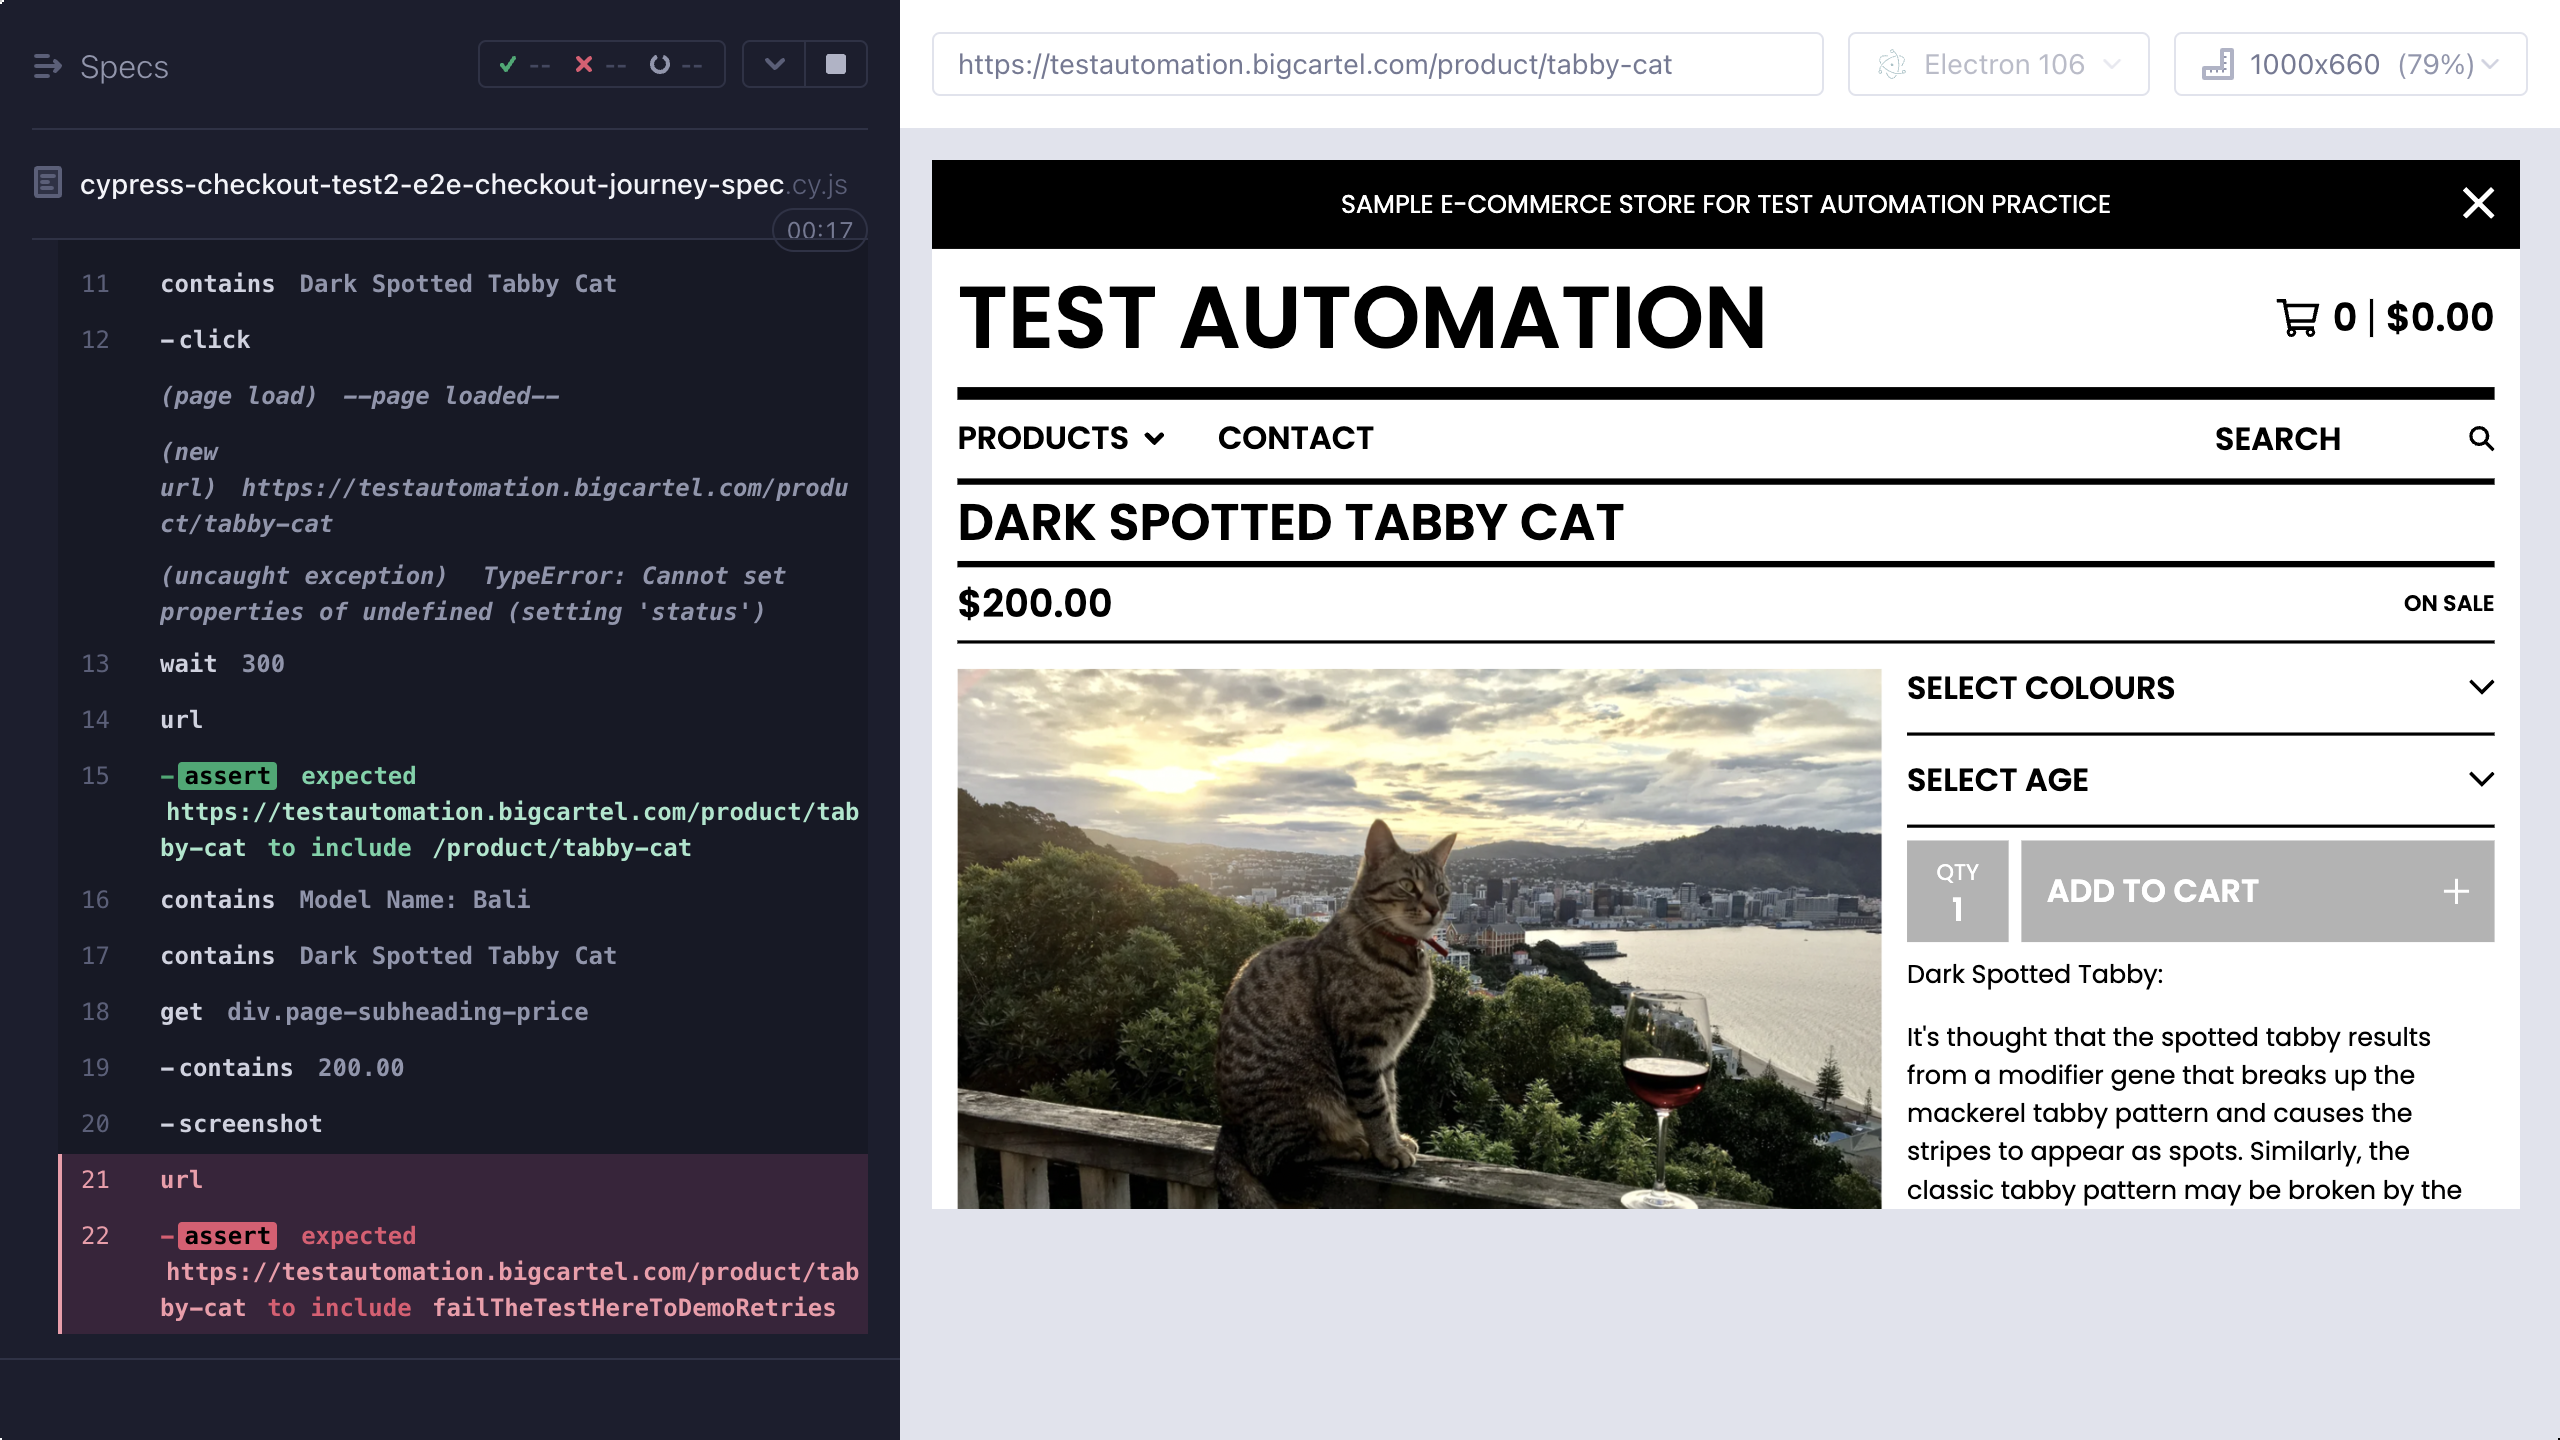 Specs
-- -- --
cypress-checkout-test2-e2e-checkout-journey-spec.cy.js
00:17
11 contains Dark Spotted Tabby Cat
12 -click
(page load) --page loaded--
(new
url) https://testautomation.bigcartel.com/produ
ct/tabby-cat
(uncaught exception) TypeError: Cannot set
properties of undefined (setting 'status')
13 wait 300
14 url
15 -assert expected
https://testautomation.bigcartel.com/product/tab
by-cat to include /product/tabby-cat
16 contains Model Name: Bali
17 contains Dark Spotted Tabby Cat
18 get div.page-subheading-price
19 -contains 200.00
20 -screenshot
21 url
22 -assert expected
https://testautomation.bigcartel.com/product/tab
by-cat to include failTheTestHereToDemoRetries
https://testautomation.bigcartel.com/product/tabby-cat
Electron 106
1000x660 (79%)
SAMPLE E-COMMERCE STORE FOR TEST AUTOMATION PRACTICE
TEST AUTOMATION
0 | $0.00
PRODUCTS CONTACT SEARCH
DARK SPOTTED TABBY CAT
$200.00 ON SALE
SELECT COLOURS
SELECT AGE
QTY
1
ADD TO CART +
Dark Spotted Tabby:
It's thought that the spotted tabby results
from a modifier gene that breaks up the
mackerel tabby pattern and causes the
stripes to appear as spots. Similarly, the
classic tabby pattern may be broken by the